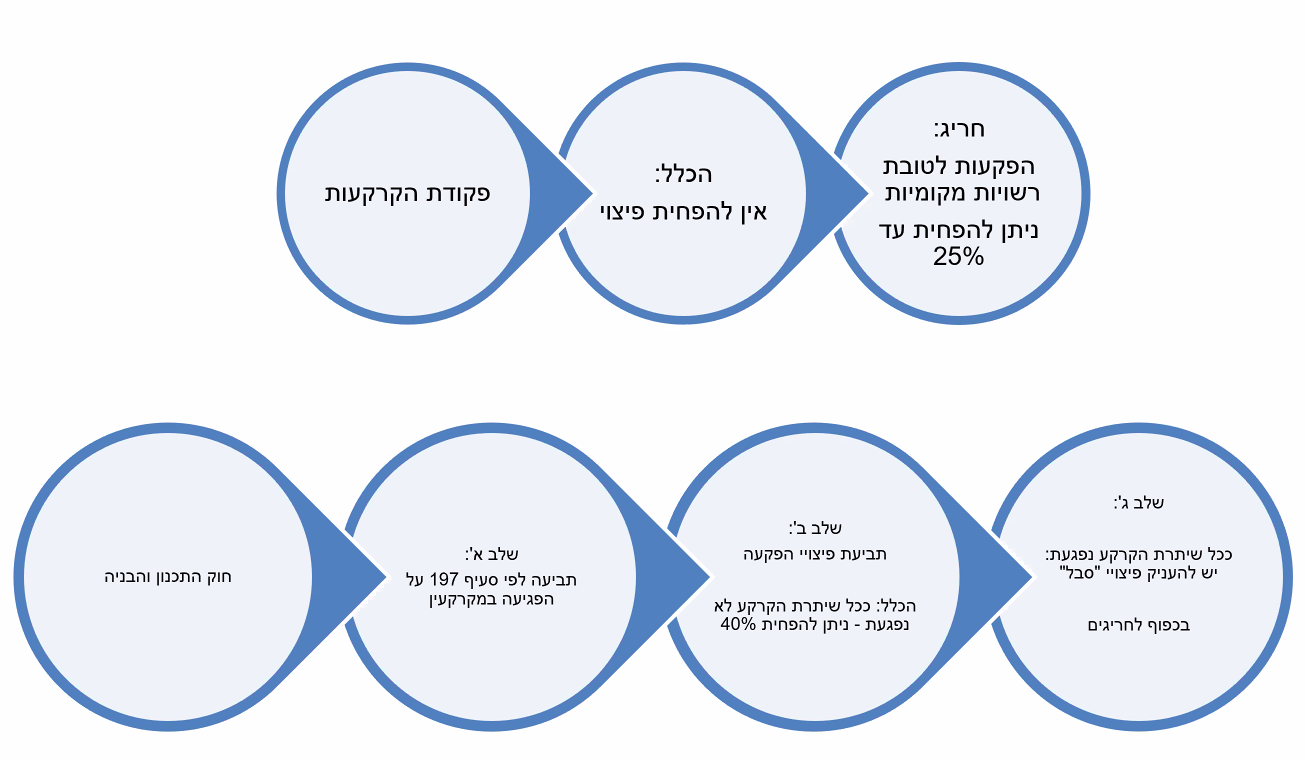 פקודת הקרקעות
הכלל:
אין להפחית פיצוי
חריג:
הפקעות לטובת
רשויות מקומיות
ניתן להפחית עד
25%
חוק התכנון והבניה
שלב א':
תביעה לפי סעיף 197 על
הפגיעה במקרקעין
שלב ב':
תביעת פיצויי הפקעה
הכלל: ככל שיתרת הקרקע לא
נפגעת - ניתן להפחית 40%
שלב ג':
ככל שיתרת הקרקע נפגעת:
יש להעניק פיצויי "סבל"
בכפוף לחריגים